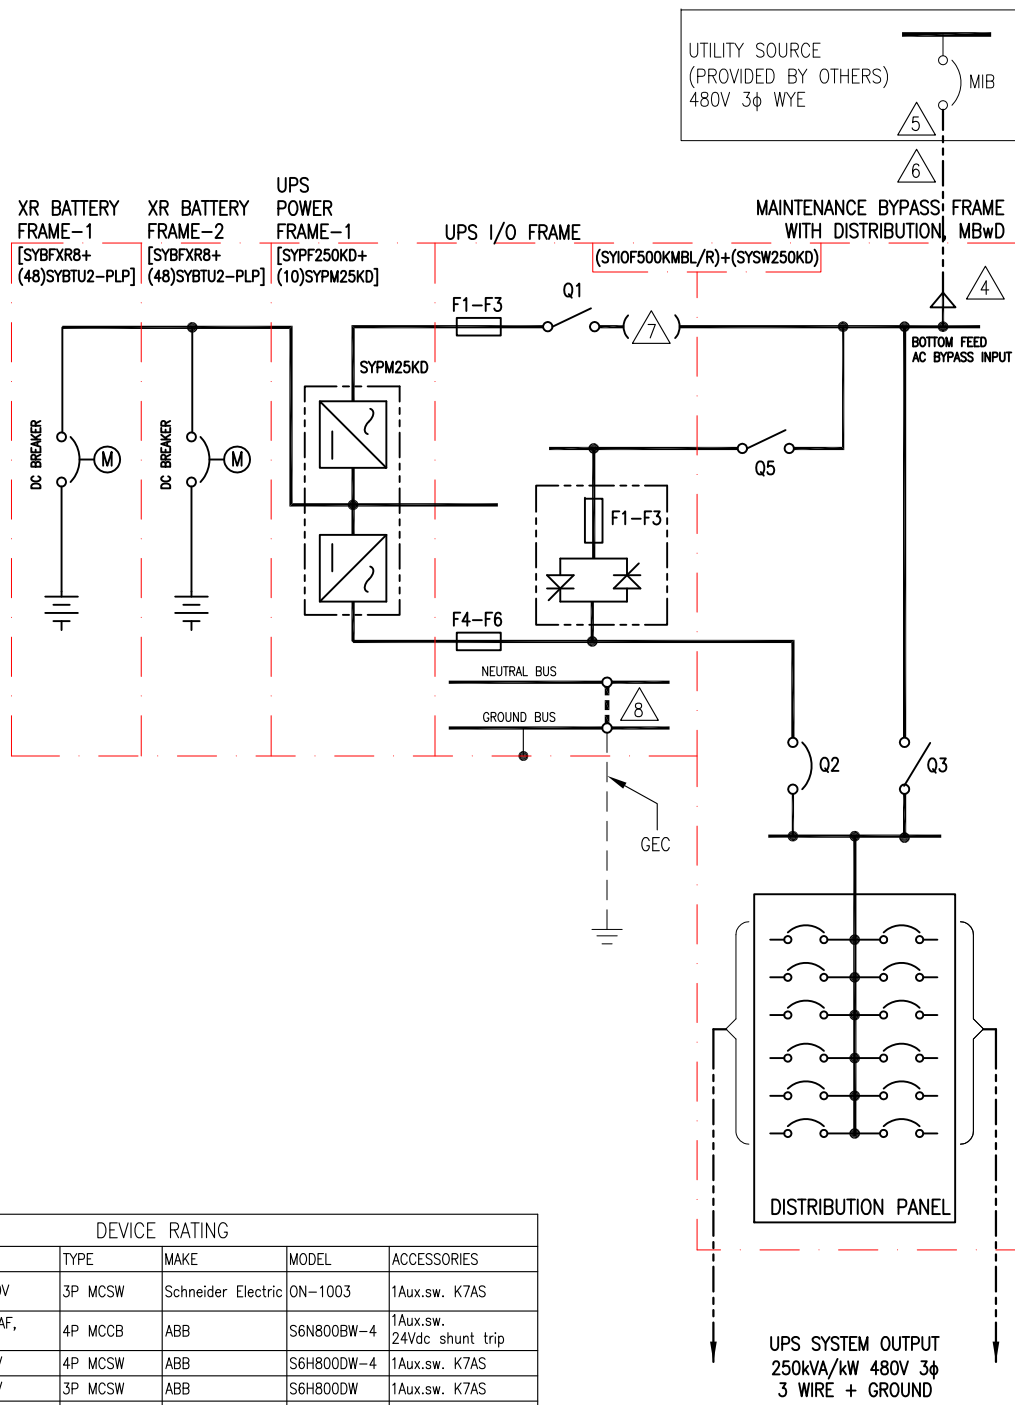 UTILITY SOURCE
(PROVIDED BY OTHERS)
480V 3ϕ WYE
MIB
5
6
XR BATTERY
FRAME-1
[SYBFXR8+
(48)SYBTU2-PLP]
XR BATTERY
FRAME-2
[SYBFXR8+
(48)SYBTU2-PLP]
UPS
POWER
FRAME-1
[SYPF250KD+
(10)SYPM25KD]
UPS I/O FRAME
MAINTENANCE BYPASS FRAME
WITH DISTRIBUTION, MBwD
(SYIOF500KMBL/R)+(SYSW250KD)
4
F1-F3
Q1
7
BOTTOM FEED
AC BYPASS INPUT
SYPM25KD
DC BREAKER
M
DC BREAKER
M
Q5
F1-F3
F4-F6
NEUTRAL BUS
8
GROUND BUS
Q2
Q3
GEC
DISTRIBUTION PANEL
UPS SYSTEM OUTPUT
250kVA/kW 480V 3ϕ
3 WIRE + GROUND
DEVICE RATING
TYPE MAKE MODEL ACCESSORIES
V 3P MCSW Schneider Electric ON-1003 1Aux.sw. K7AS
AF, 4P MCCB ABB S6N800BW-4 1Aux.sw.
24Vdc shunt trip
4P MCSW ABB S6H800DW-4 1Aux.sw. K7AS
3P MCSW ABB S6H800DW 1Aux.sw. K7AS